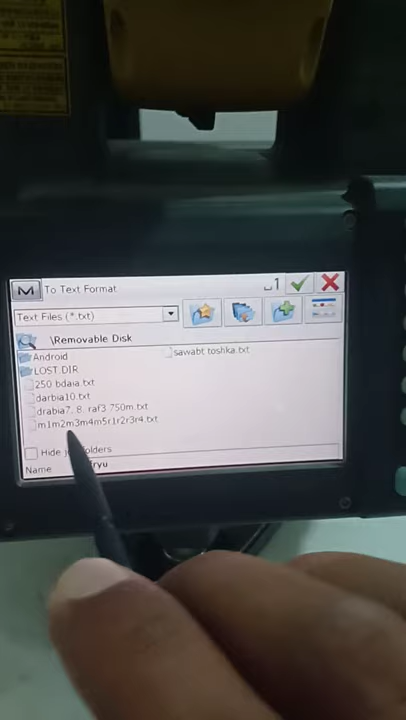 To Text Format
Text Files (*.txt)
\Removable Disk
Android
LOST.DIR
250 bdaia.txt
darbia10.txt
drabia7. 8. raf3 750m.txt
m1m2m3m4m5r1r2r3r4.txt
sawabt toshka.txt
Hide
Name